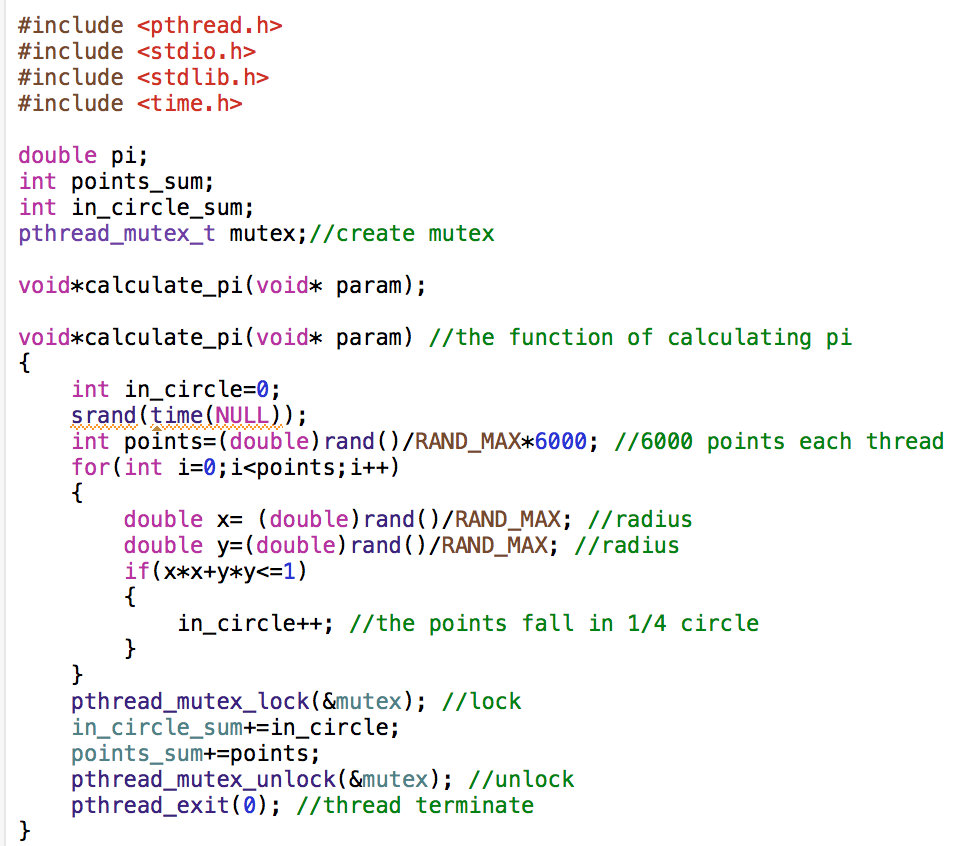 #include <pthread.h>
#include <stdio.h>
#include <stdlib.h>
#include <time.h>

double pi;
int points_sum;
int in_circle_sum;
pthread_mutex_t mutex;//create mutex

void*calculate_pi(void* param);

void*calculate_pi(void* param) //the function of calculating pi
{
    int in_circle=0;
    srand(time(NULL));
    int points=(double)rand()/RAND_MAX*6000; //6000 points each thread
    for(int i=0;i<points;i++)
    {
        double x= (double)rand()/RAND_MAX; //radius
        double y=(double)rand()/RAND_MAX; //radius
        if(x*x+y*y<=1)
        {
            in_circle++; //the points fall in 1/4 circle
        }
    }
    pthread_mutex_lock(&mutex); //lock
    in_circle_sum+=in_circle;
    points_sum+=points;
    pthread_mutex_unlock(&mutex); //unlock
    pthread_exit(0); //thread terminate
}